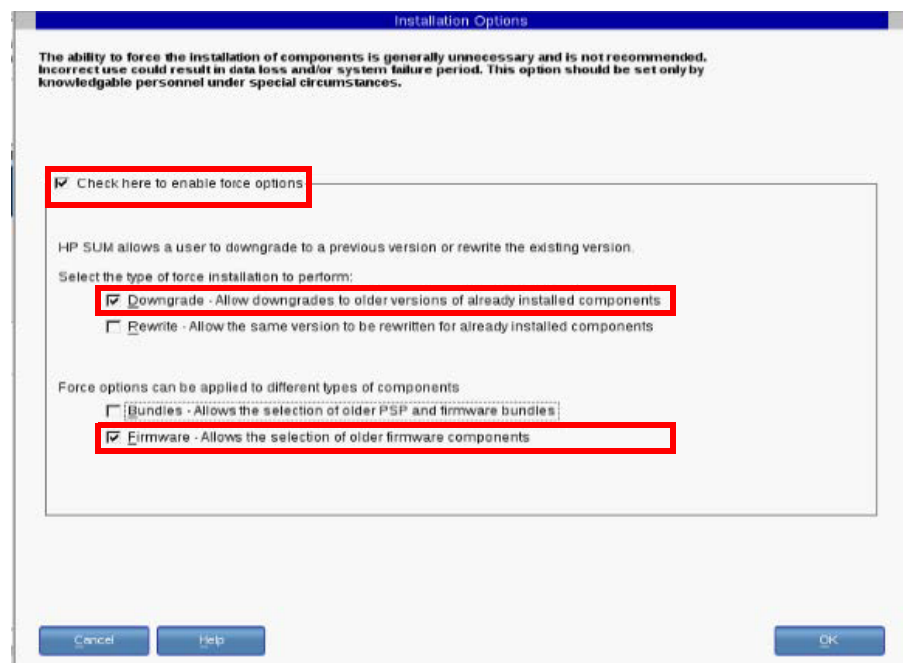 Installation Options
The ability to force the installation of components is generally unnecessary and is not recommended.
Incorrect use could result in data loss and/or system failure period. This option should be set only by
knowledgable personnel under special circumstances.
Check here to enable force options
HP SUM allows a user to downgrade to a previous version or rewrite the existing version.
Select the type of force installation to perform:
Downgrade - Allow downgrades to older versions of already installed components
Rewrite - Allow the same version to be rewritten for already installed components
Force options can be applied to different types of components
Bundles - Allows the selection of older PSP and firmware bundles
Firmware - Allows the selection of older firmware components
Cancel
Help
OK